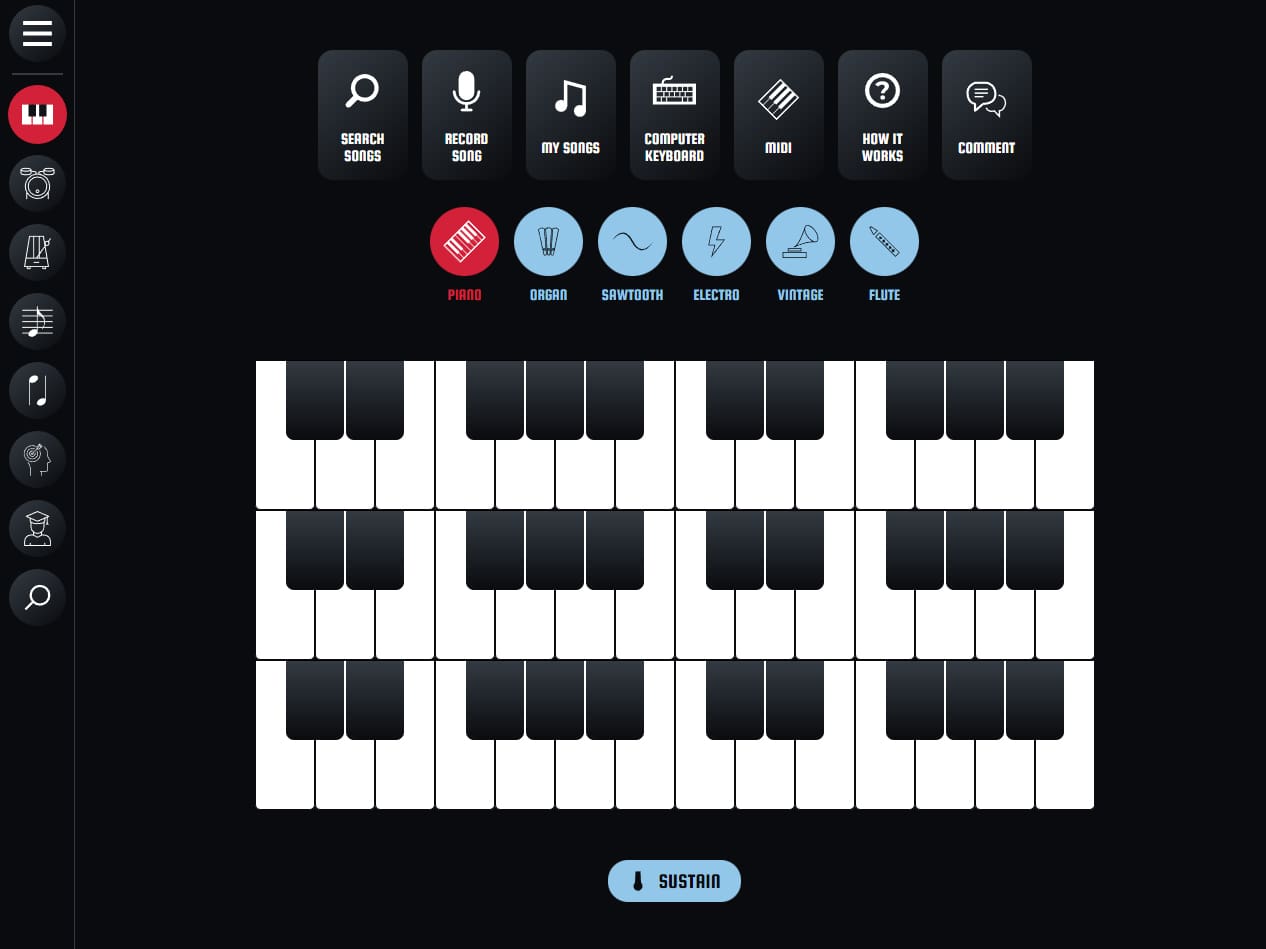 SEARCH
SONGS
RECORD
SONG
MY SONGS
COMPUTER
KEYBOARD
MIDI
HOW IT
WORKS
COMMENT
PIANO
ORGAN
SAWTOOTH
ELECTRO
VINTAGE
FLUTE
SUSTAIN